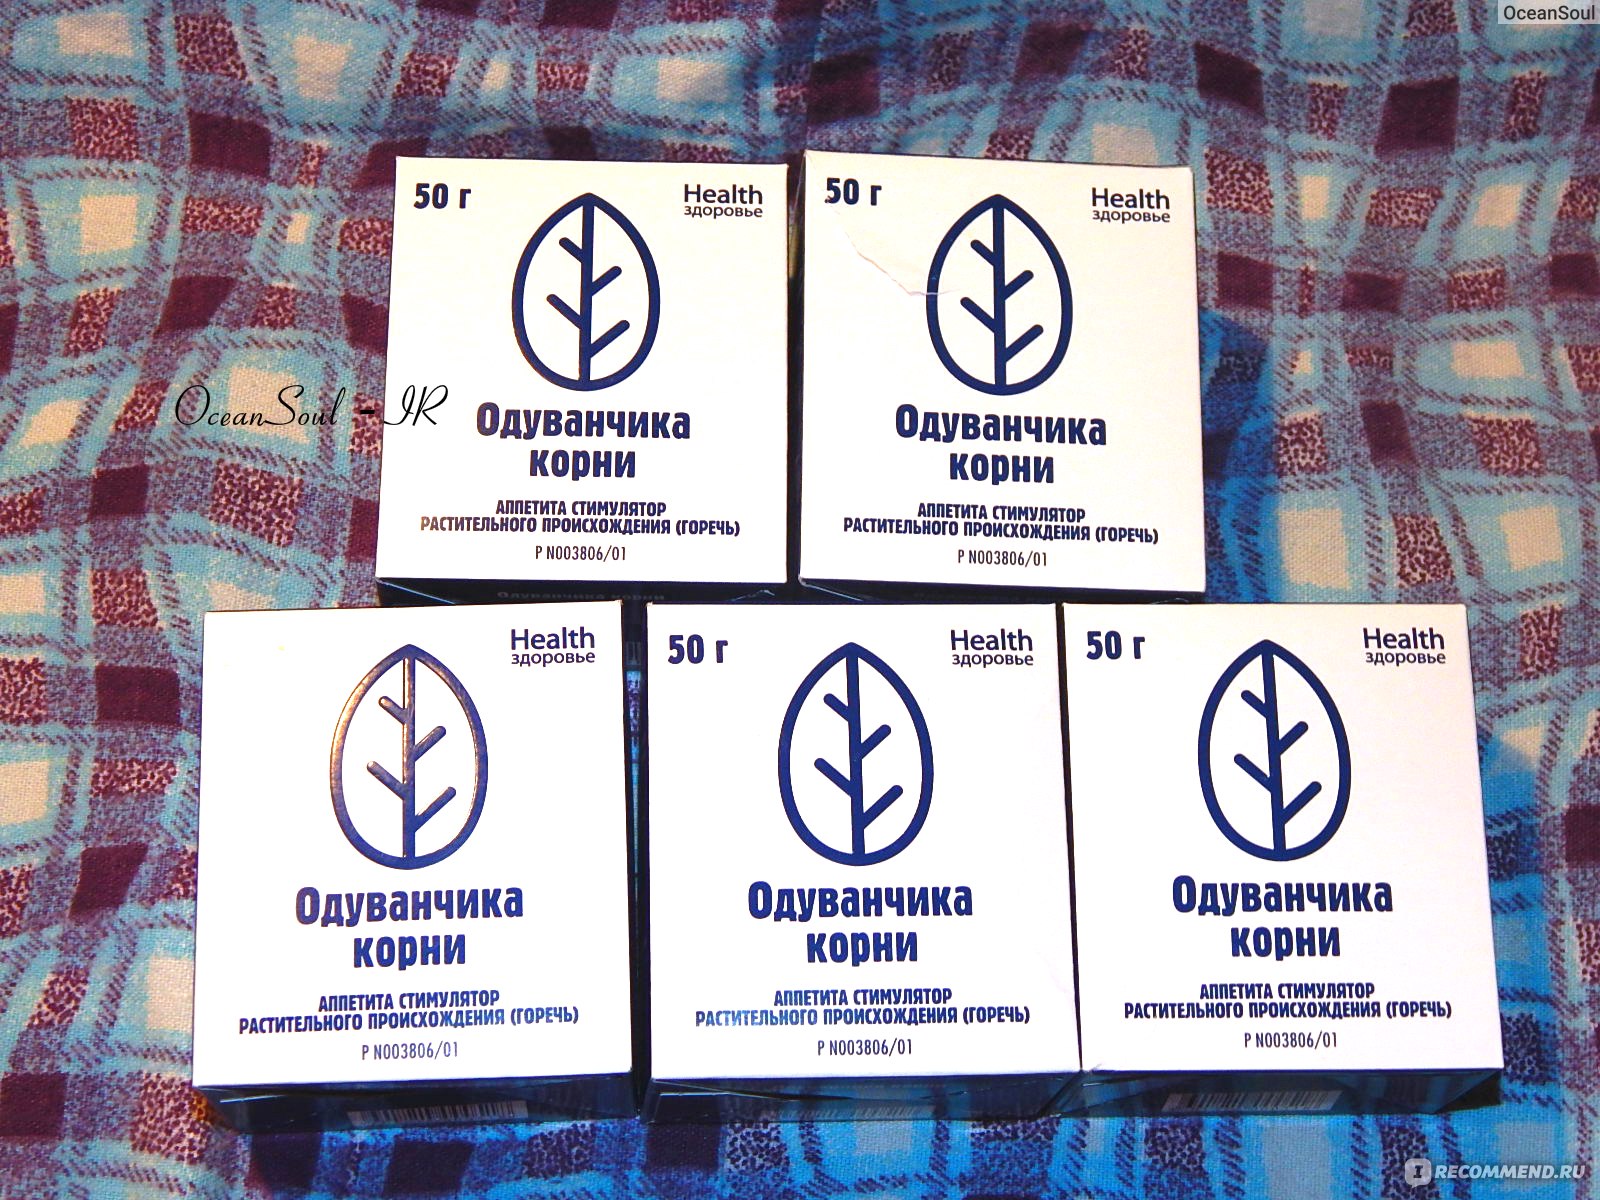 OceanSoul
50 г
Health
здоровье
Одуванчика
корни
АППЕТИТА СТИМУЛЯТОР
РАСТИТЕЛЬНОГО ПРОИСХОЖДЕНИЯ (ГОРЕЧЬ)
Р N003806/01
50 г
Health
здоровье
Одуванчика
корни
АППЕТИТА СТИМУЛЯТОР
РАСТИТЕЛЬНОГО ПРОИСХОЖДЕНИЯ (ГОРЕЧЬ)
Р N003806/01
OceanSoul - IR
Одуванчика корни
Health
здоровье
Одуванчика
корни
АППЕТИТА СТИМУЛЯТОР
РАСТИТЕЛЬНОГО ПРОИСХОЖДЕНИЯ (ГОРЕЧЬ)
Р N003806/01
50 г
Health
здоровье
Одуванчика
корни
АППЕТИТА СТИМУЛЯТОР
РАСТИТЕЛЬНОГО ПРОИСХОЖДЕНИЯ (ГОРЕЧЬ)
Р N003806/01
50 г
Health
здоровье
Одуванчика
корни
АППЕТИТА СТИМУЛЯТОР
РАСТИТЕЛЬНОГО ПРОИСХОЖДЕНИЯ (ГОРЕЧЬ)
Р N003806/01
IRECOMMEND.RU